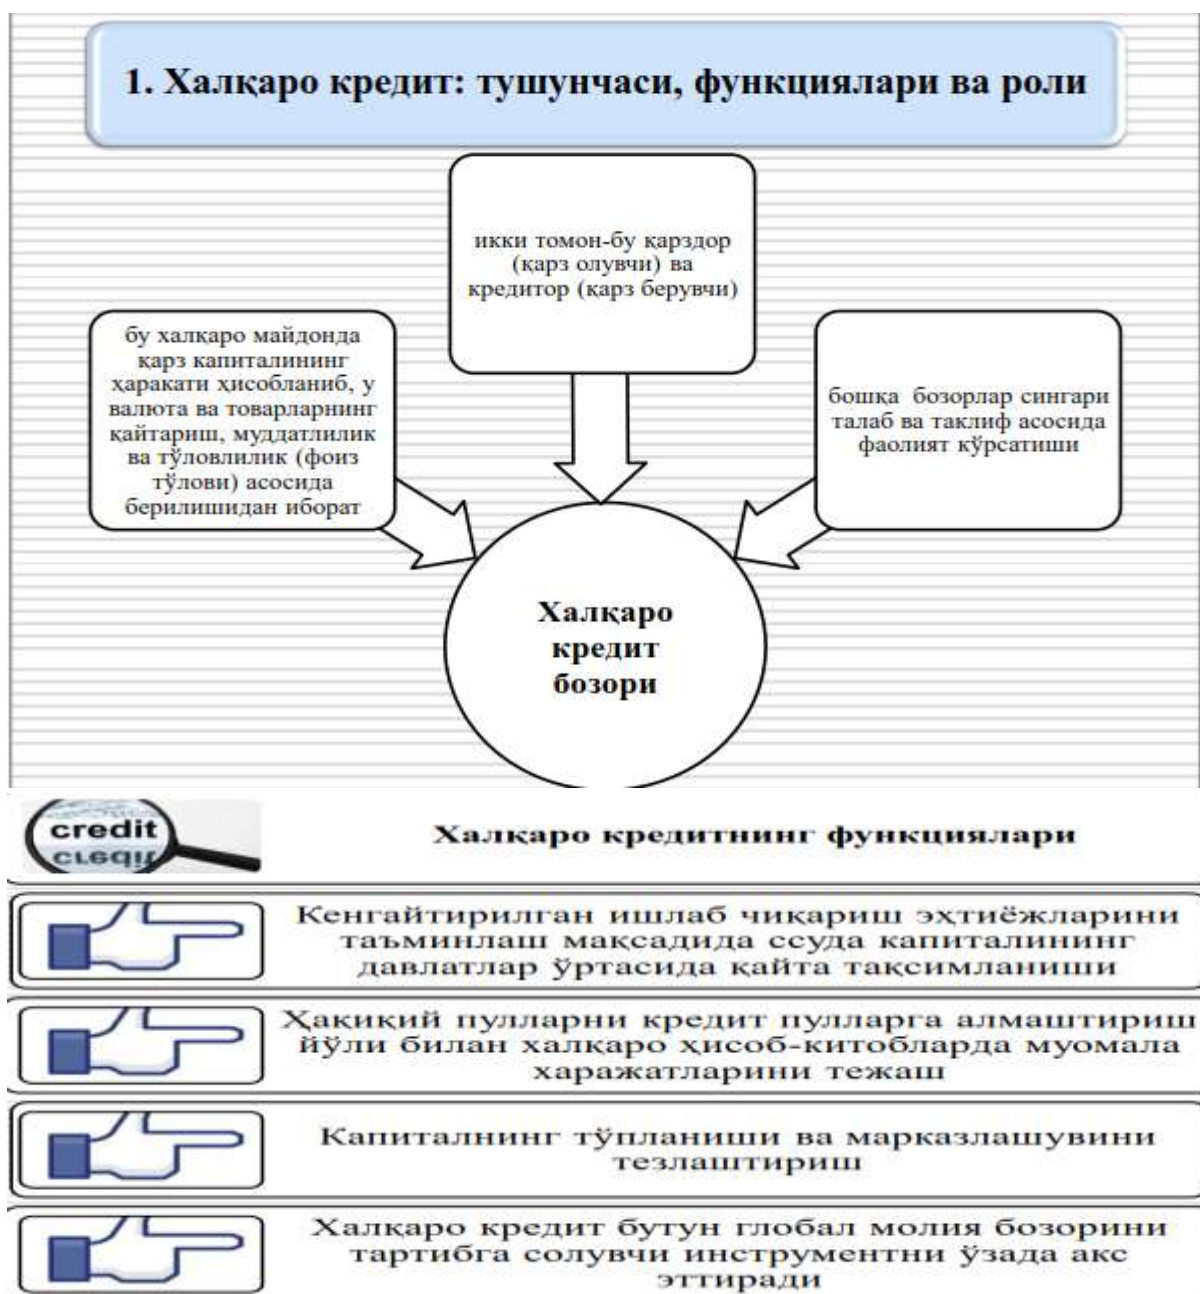 1. Халқаро кредит: тушунчаси, функциялари ва роли
икки томон-бу қарздор
(қарз олувчи) ва
кредитор (қарз берувчи)
бу халқаро майдонда
қарз капиталининг
ҳаракати ҳисобланиб, у
валюта ва товарларнинг
қайтариш, муддатлилик
ва тўловлилик (фоиз
тўлови) асосида
берилишидан иборат
бошқа бозорлар сингари
талаб ва таклиф асосида
фаолият кўрсатиши
Халқаро
кредит
бозори
credit
credit
Халқаро кредитнинг функциялари
Кенгайтирилган ишлаб чиқариш эҳтиёжларини
таъминлаш мақсадида ссуда капиталининг
давлатлар ўртасида қайта тақсимланиши
Ҳақиқий пулларни кредит пулларга алмаштириш
йўли билан халқаро ҳисоб-китобларда муомала
харажатларини тежаш
Капиталнинг тўпланиши ва марказлашувини
тезлаштириш
Халқаро кредит бутун глобал молия бозорини
тартибга солувчи инструментни ўзада акс
эттиради